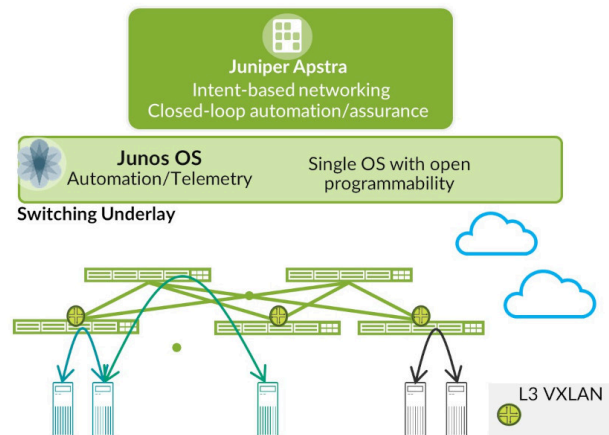 Juniper Apstra
Intent-based networking
Closed-loop automation/assurance
Junos OS
Automation/Telemetry
Single OS with open
programmability
Switching Underlay
L3 VXLAN